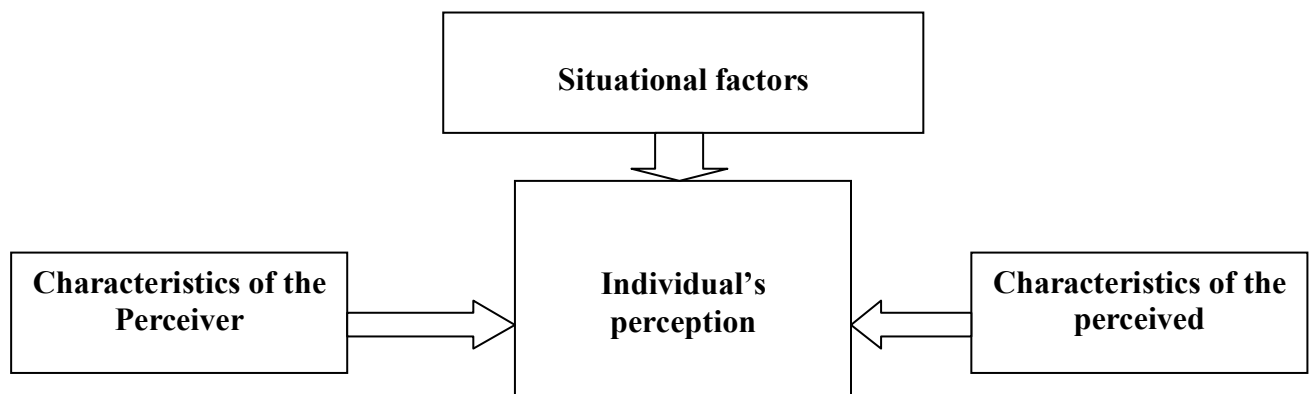 Situational factors
Characteristics of the
Perceiver
Individual’s
perception
Characteristics of the
perceived